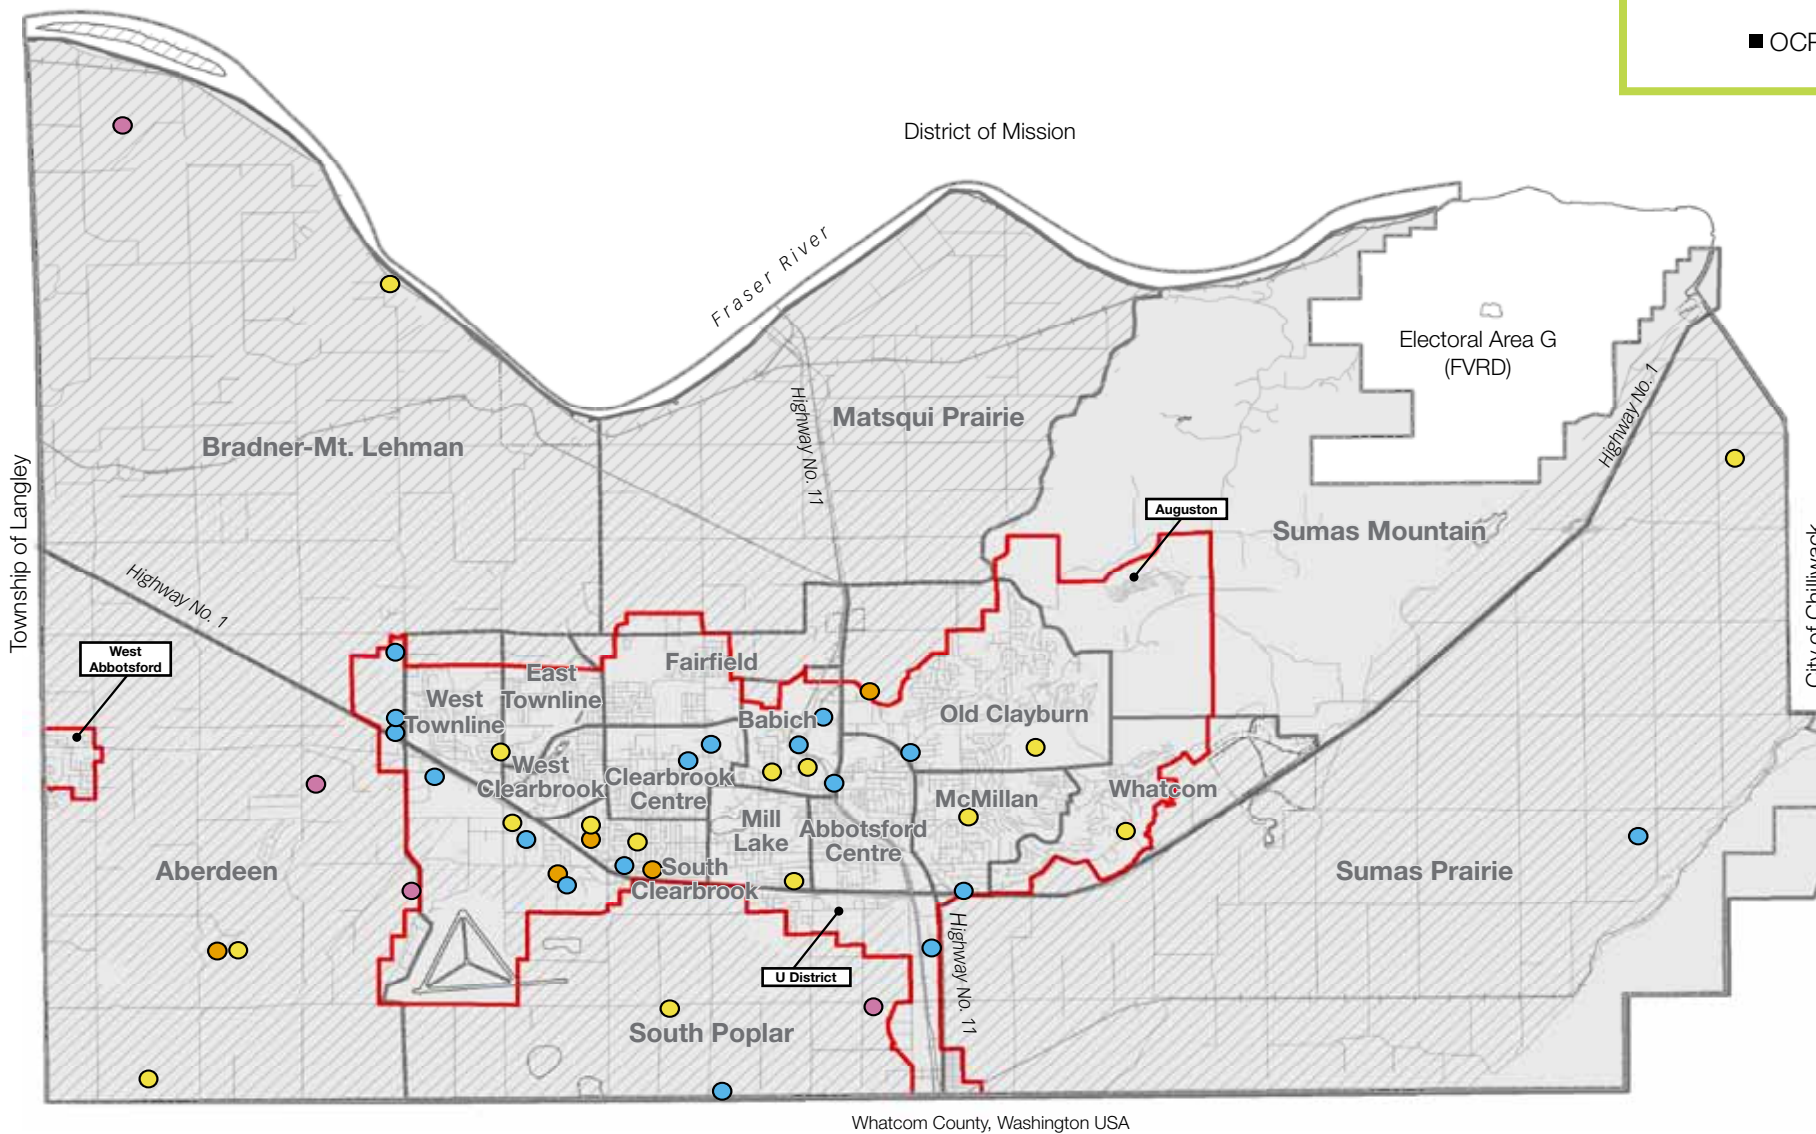 ■ OCP
District of Mission
Fraser River
Electoral Area G
(FVRD)
Highway No. 1
Highway No. 11
Matsqui Prairie
Bradner-Mt. Lehman
Township of Langley
Auguston
Sumas Mountain
City of Chilliwack
Highway No. 1
West
Abbotsford
Fairfield
East
Townline
West
Townline
Babich
Old Clayburn
West
Clearbrook
Clearbrook
Centre
McMillan
Whatcom
Mill
Lake
Abbotsford
Centre
Aberdeen
South
Clearbrook
Sumas Prairie
Highway No. 11
U District
South Poplar
Whatcom County, Washington USA